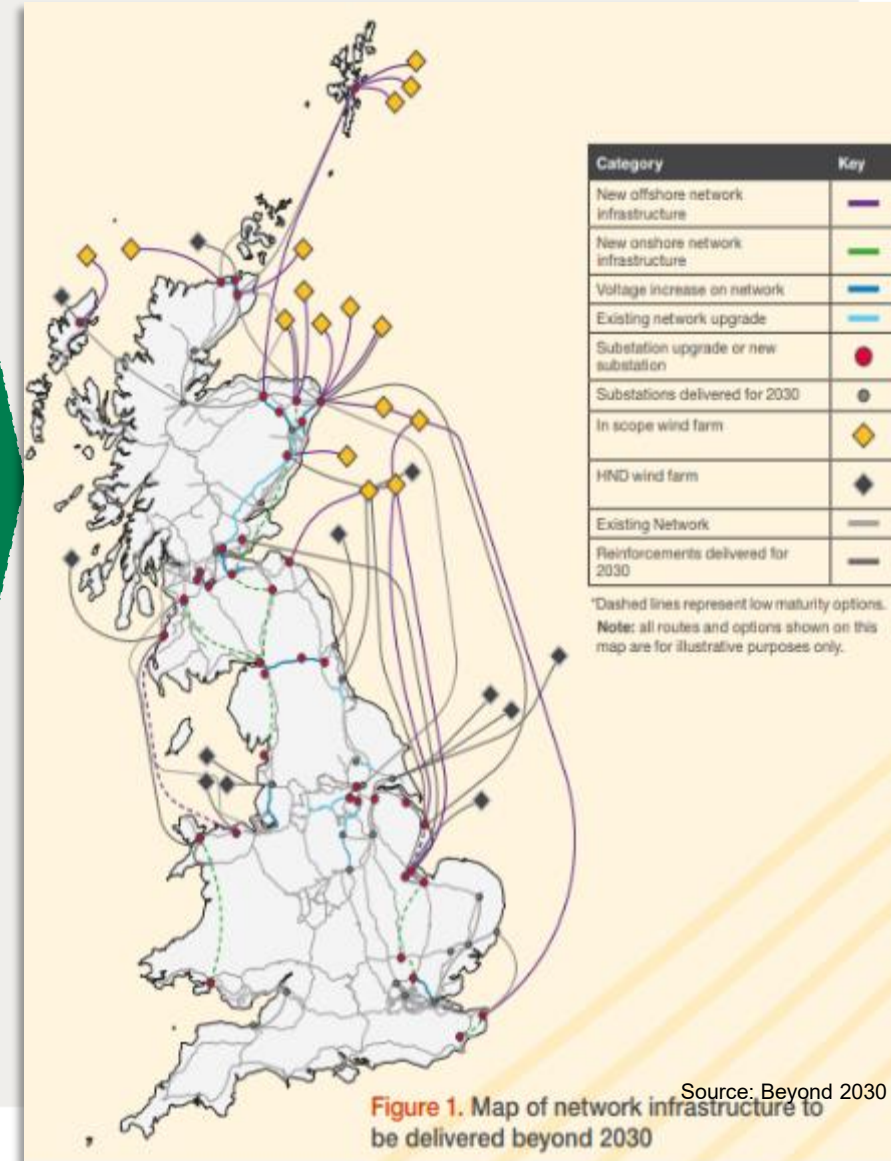 Category Key
New offshore network
infrastructure
New onshore network
infrastructure
Voltage increase on network
Existing network upgrade
Substation upgrade or new
substation
Substations delivered for 2030
In scope wind farm
HND wind farm
Existing Network
Reinforcements delivered for
2030
*Dashed lines represent low maturity options.
Note: all routes and options shown on this
map are for illustrative purposes only.
Source: Beyond 2030
Figure 1. Map of network infrastructure to
be delivered beyond 2030